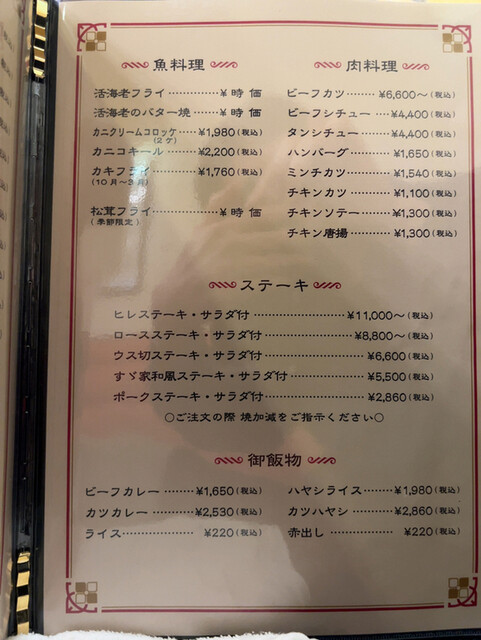 魚料理
活海老フライ……………¥ 時 価
活海老のバター焼……¥ 時 価
カニクリームコロッケ……¥1,980(税込)
(2ケ)
カニコキール………¥2,200(税込)
カキフライ……………¥1,760(税込)
(10月〜3月)
松茸フライ……………¥ 時 価
(季節限定)
肉料理
ビーフカツ………¥6,600〜(税込)
ビーフシチュー…¥4,400(税込)
タンシチュー……¥4,400(税込)
ハンバーグ………¥1,650(税込)
ミンチカツ………¥1,540(税込)
チキンカツ………¥1,100(税込)
チキンソテー……¥1,300(税込)
チキン唐揚………¥1,300(税込)
ステーキ
ヒレステーキ・サラダ付………………¥11,000〜(税込)
ロースステーキ・サラダ付……………¥8,800〜(税込)
ウス切ステーキ・サラダ付……………¥6,600(税込)
すゞ家和風ステーキ・サラダ付………¥5,500(税込)
ポークステーキ・サラダ付……………¥2,860(税込)
○ご注文の際 焼加減をご指示ください○
御飯物
ビーフカレー………¥1,650(税込)
カツカレー…………¥2,530(税込)
ライス………………¥220(税込)
ハヤシライス………¥1,980(税込)
カツハヤシ…………¥2,860(税込)
赤出し………………¥220(税込)